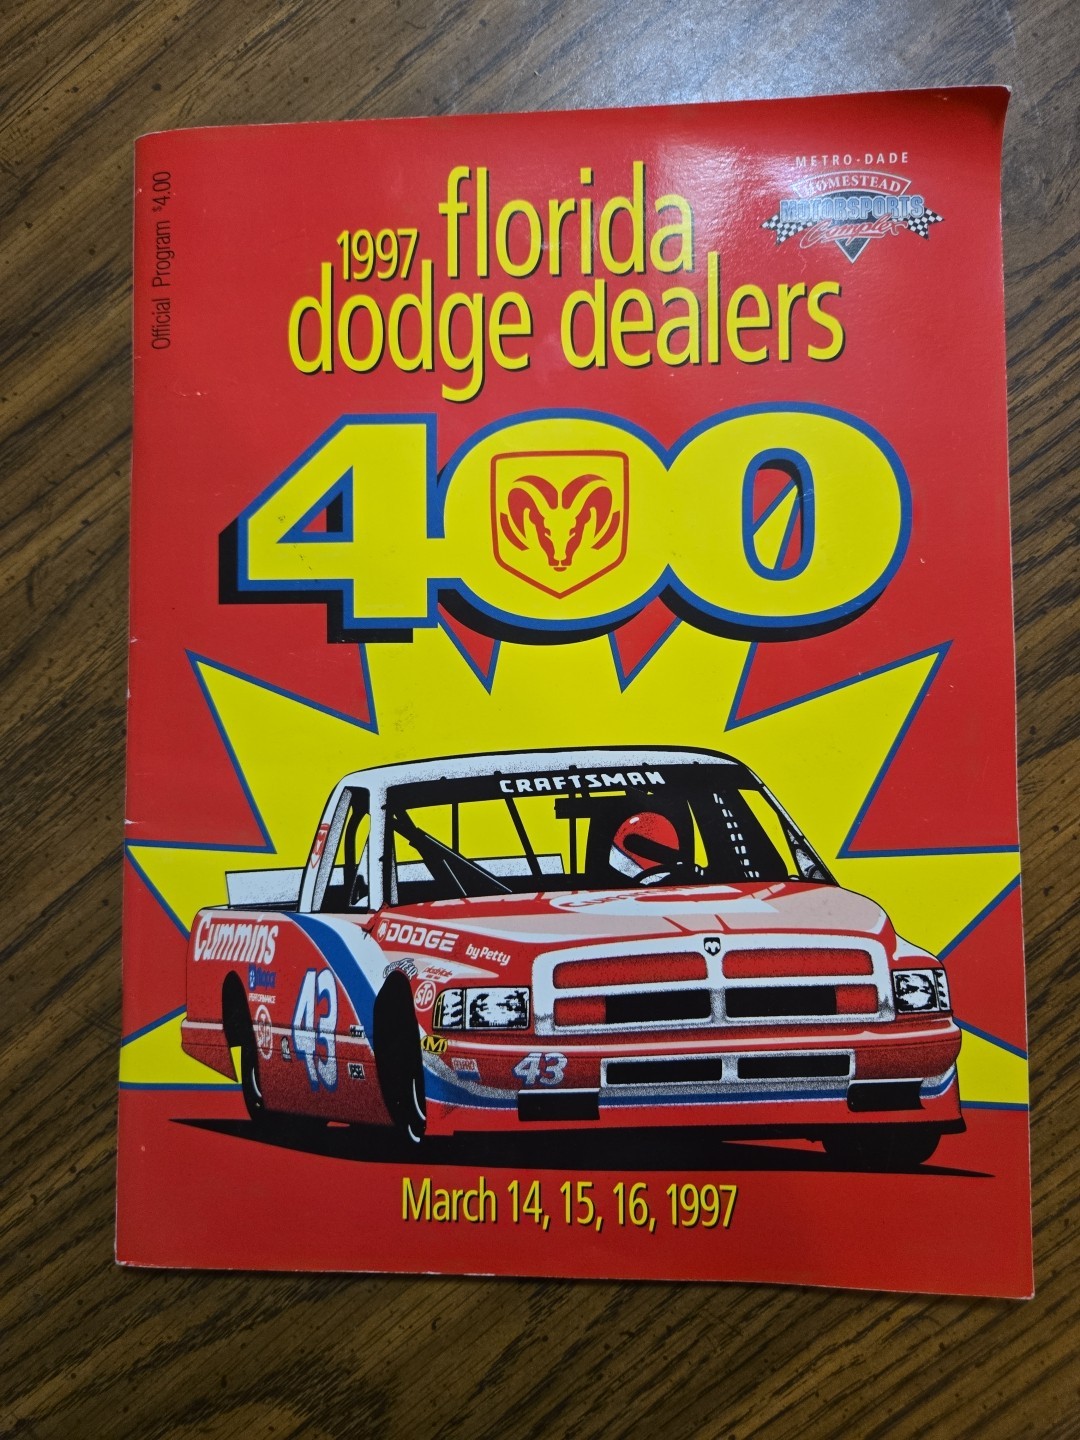 Official Program $4.00
METRO-DADE
HOMESTEAD
MOTORSPORTS
Complex
1997 florida
dodge dealers
400
CRAFTSMAN
Cummins
DODGE by Petty
STP
43
STP
43
March 14, 15, 16, 1997